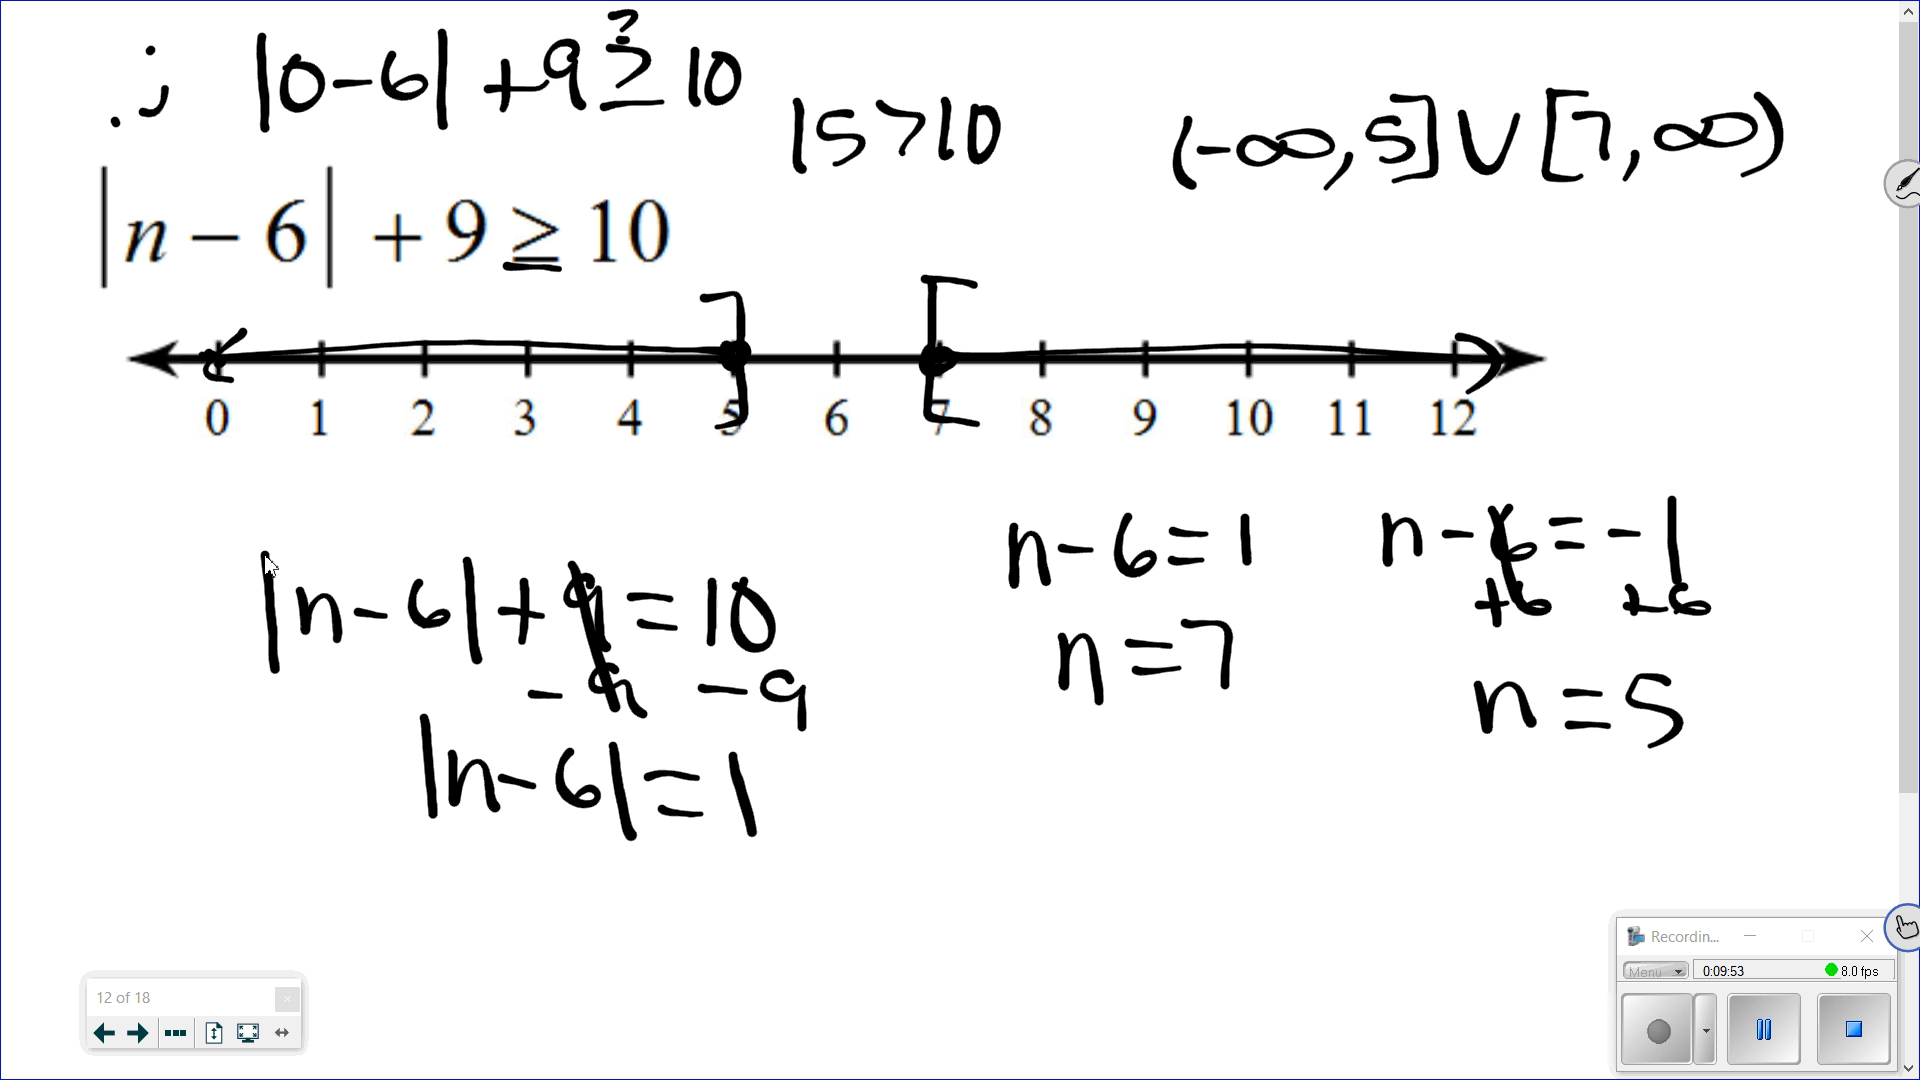 |0-6| +9 ≥ 10
?
15>10
(-∞, 5] ∪ [7, ∞)
|n − 6| + 9 ≥ 10
] [
0 1 2 3 4 5 6 7 8 9 10 11 12
|n-6| + 9 = 10
-9 -9
|n-6| = 1
n-6=1
n=7
n-6=-1
+6 +6
n=5
12 of 18
Recordin...
Menu 0:09:53 8.0 fps